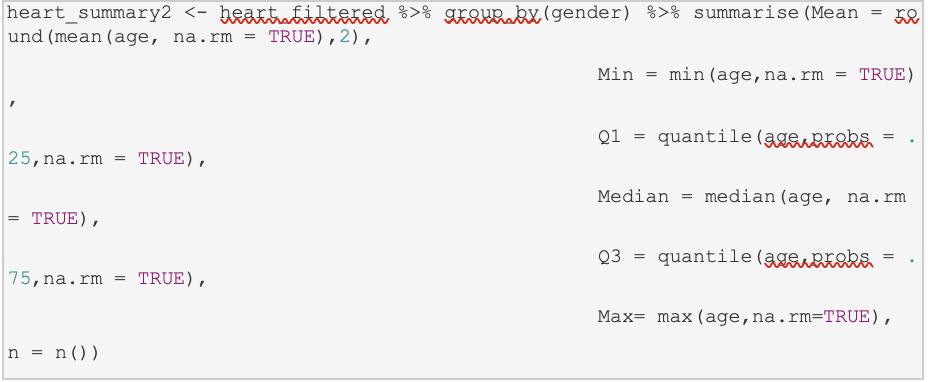 heart_summary2 <- heart_filtered %>% group_by(gender) %>% summarise(Mean = ro
und(mean(age, na.rm = TRUE),2),
Min = min(age,na.rm = TRUE)
,
Q1 = quantile(age,probs = .
25,na.rm = TRUE),
Median = median(age, na.rm
= TRUE),
Q3 = quantile(age,probs = .
75,na.rm = TRUE),
Max= max(age,na.rm=TRUE),
n = n())